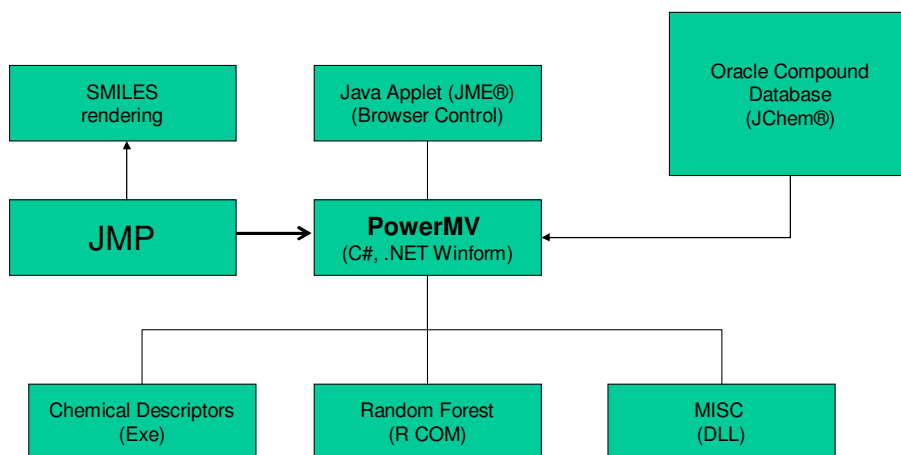 SMILES
rendering
Java Applet (JME®)
(Browser Control)
Oracle Compound
Database
(JChem®)
JMP
PowerMV
(C#, .NET Winform)
Chemical Descriptors
(Exe)
Random Forest
(R COM)
MISC
(DLL)